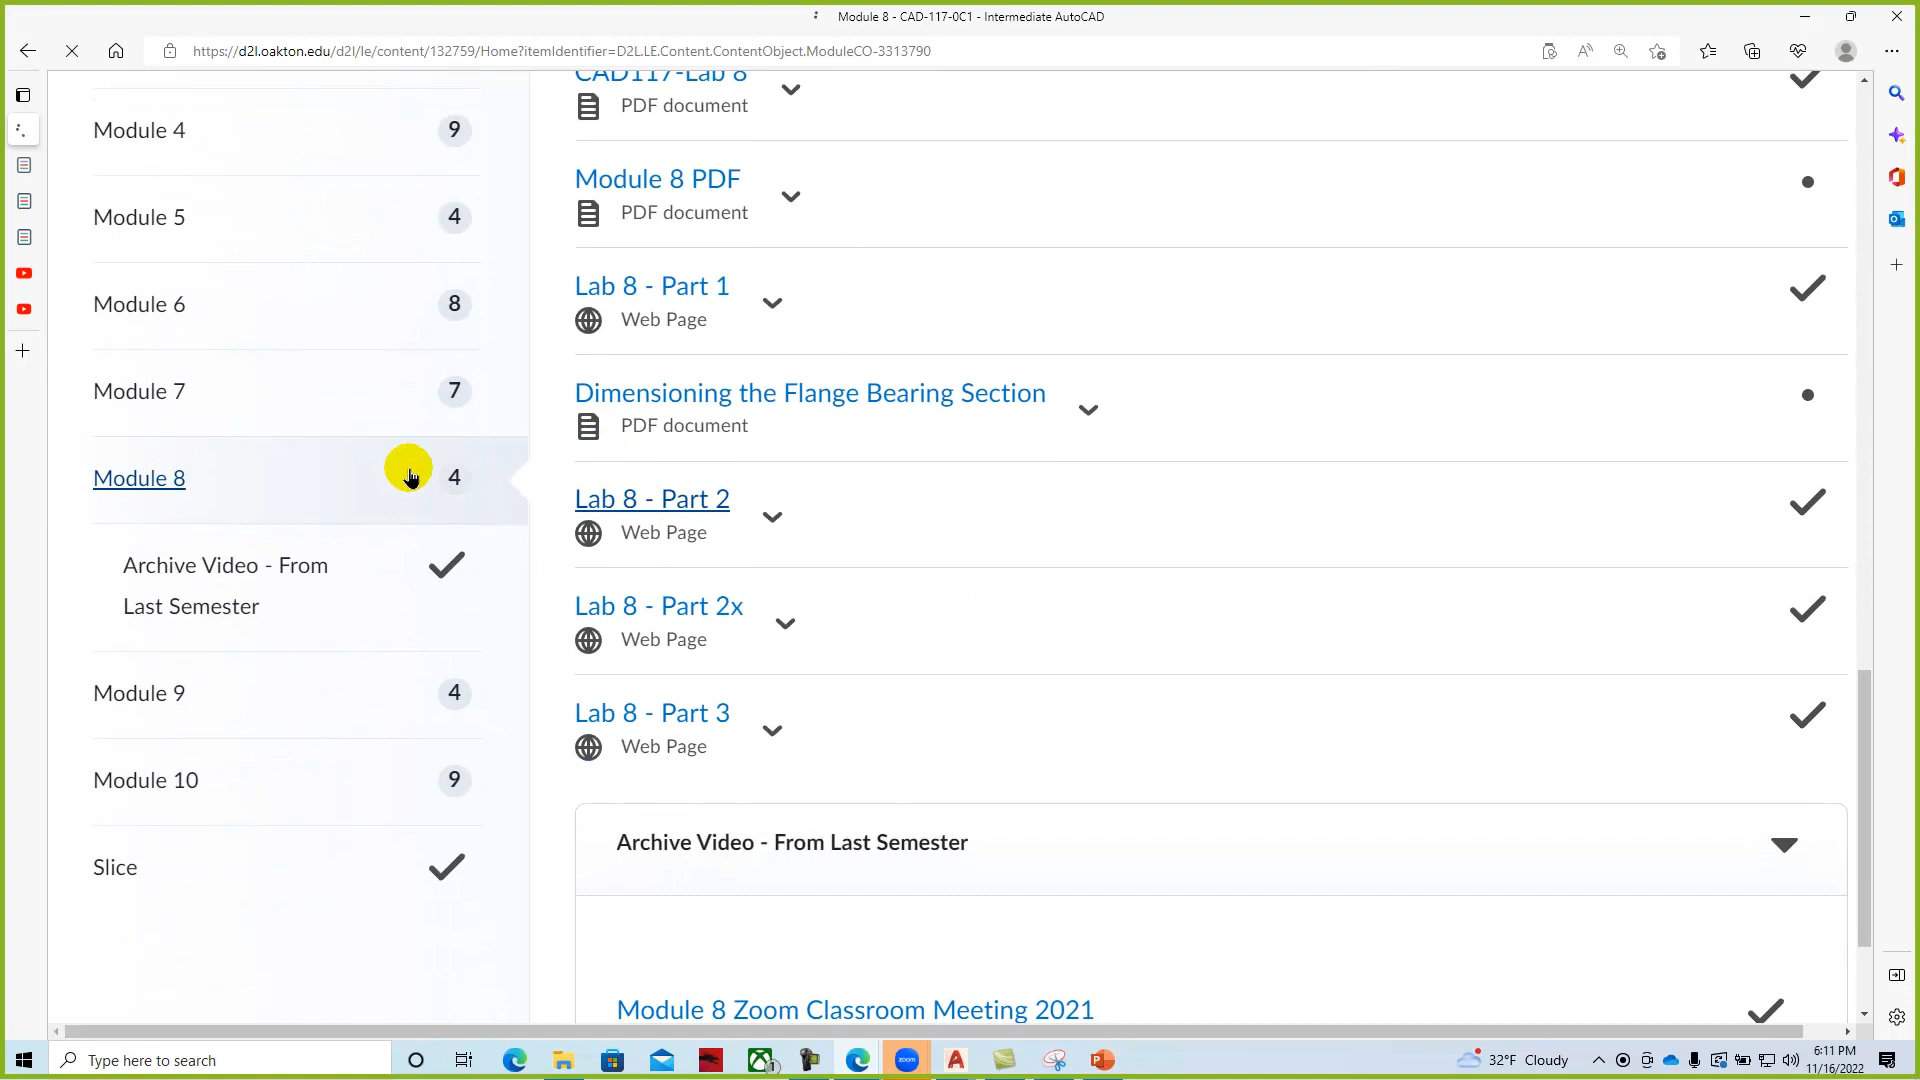 Module 8 - CAD-117-0C1 - Intermediate AutoCAD
https://d2l.oakton.edu/d2l/le/content/132759/Home?itemIdentifier=D2L.LE.Content.ContentObject.ModuleCO-3313790
Module 4
9
Module 5
4
Module 6
8
Module 7
7
Module 8
4
Archive Video - From
Last Semester
Module 9
4
Module 10
9
Slice
CAD117-Lab 8
PDF document
Module 8 PDF
PDF document
Lab 8 - Part 1
Web Page
Dimensioning the Flange Bearing Section
PDF document
Lab 8 - Part 2
Web Page
Lab 8 - Part 2x
Web Page
Lab 8 - Part 3
Web Page
Archive Video - From Last Semester
Module 8 Zoom Classroom Meeting 2021
Type here to search
zoom
32°F Cloudy
6:11 PM
11/16/2022